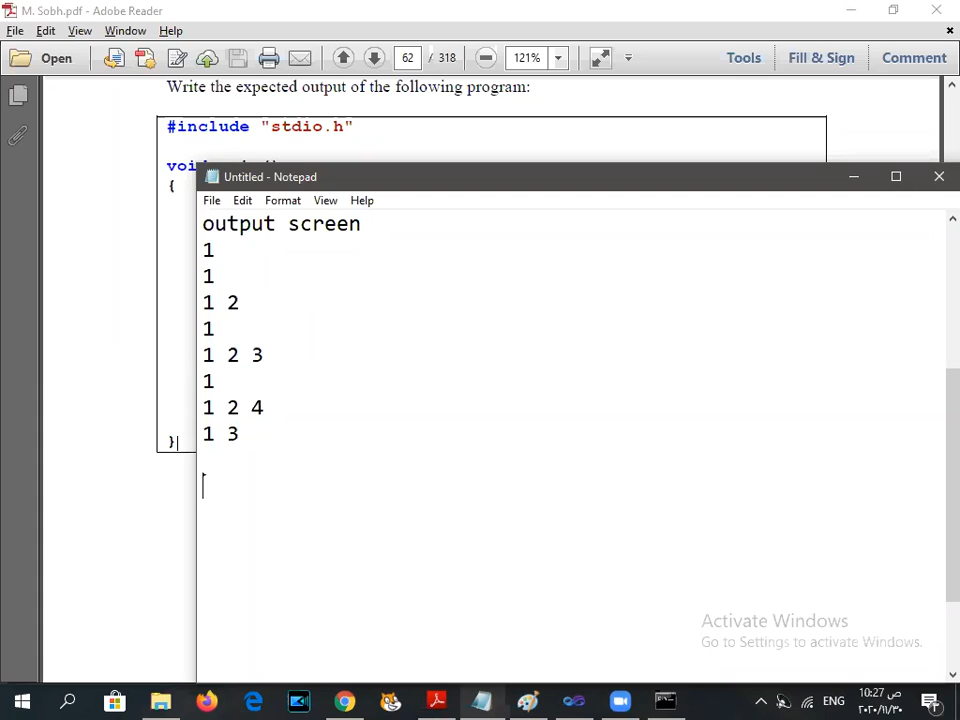 M. Sobh.pdf - Adobe Reader
File Edit View Window Help
Open
62 / 318
121%
Tools
Fill & Sign
Comment
Write the expected output of the following program:
#include "stdio.h"
{
}
Untitled - Notepad
File Edit Format View Help
output screen
1
1
1 2
1
1 2 3
1
1 2 4
1 3
Activate Windows
Go to Settings to activate Windows.
ENG
10:27 ص
٢٠٢٠/١١/٣٠